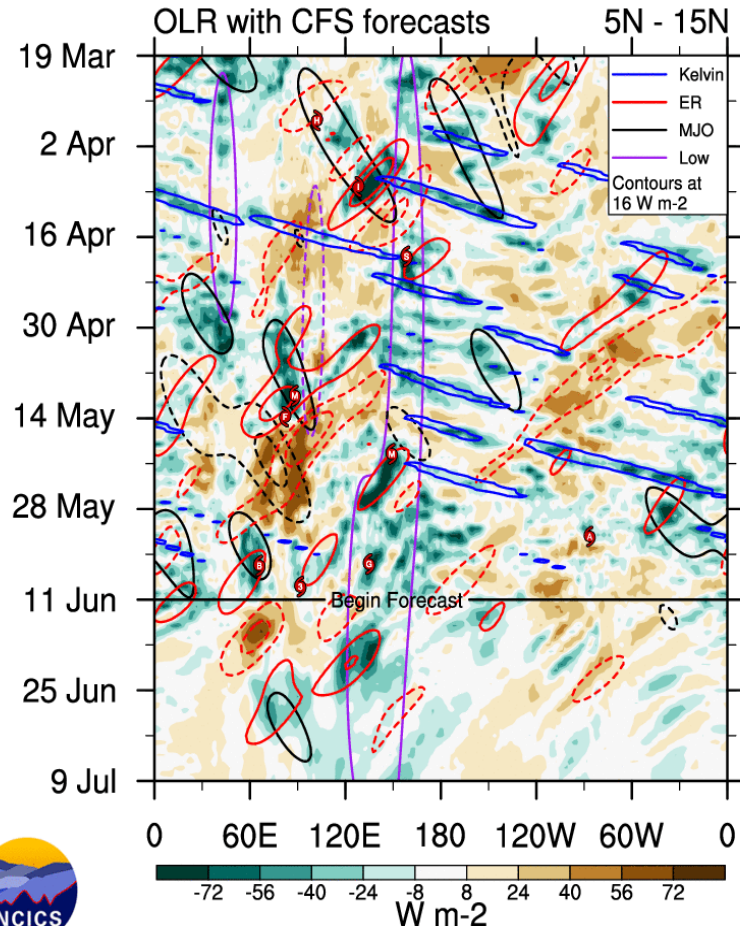 OLR with CFS forecasts 5N - 15N
19 Mar
2 Apr
16 Apr
30 Apr
14 May
28 May
11 Jun
25 Jun
9 Jul
Kelvin
ER
MJO
Low
Contours at
16 W m-2
H
I
S
M
F
M
A
B
G
3
Begin Forecast
0 60E 120E 180 120W 60W 0
-72 -56 -40 -24 -8 8 24 40 56 72
W m-2
NCICS